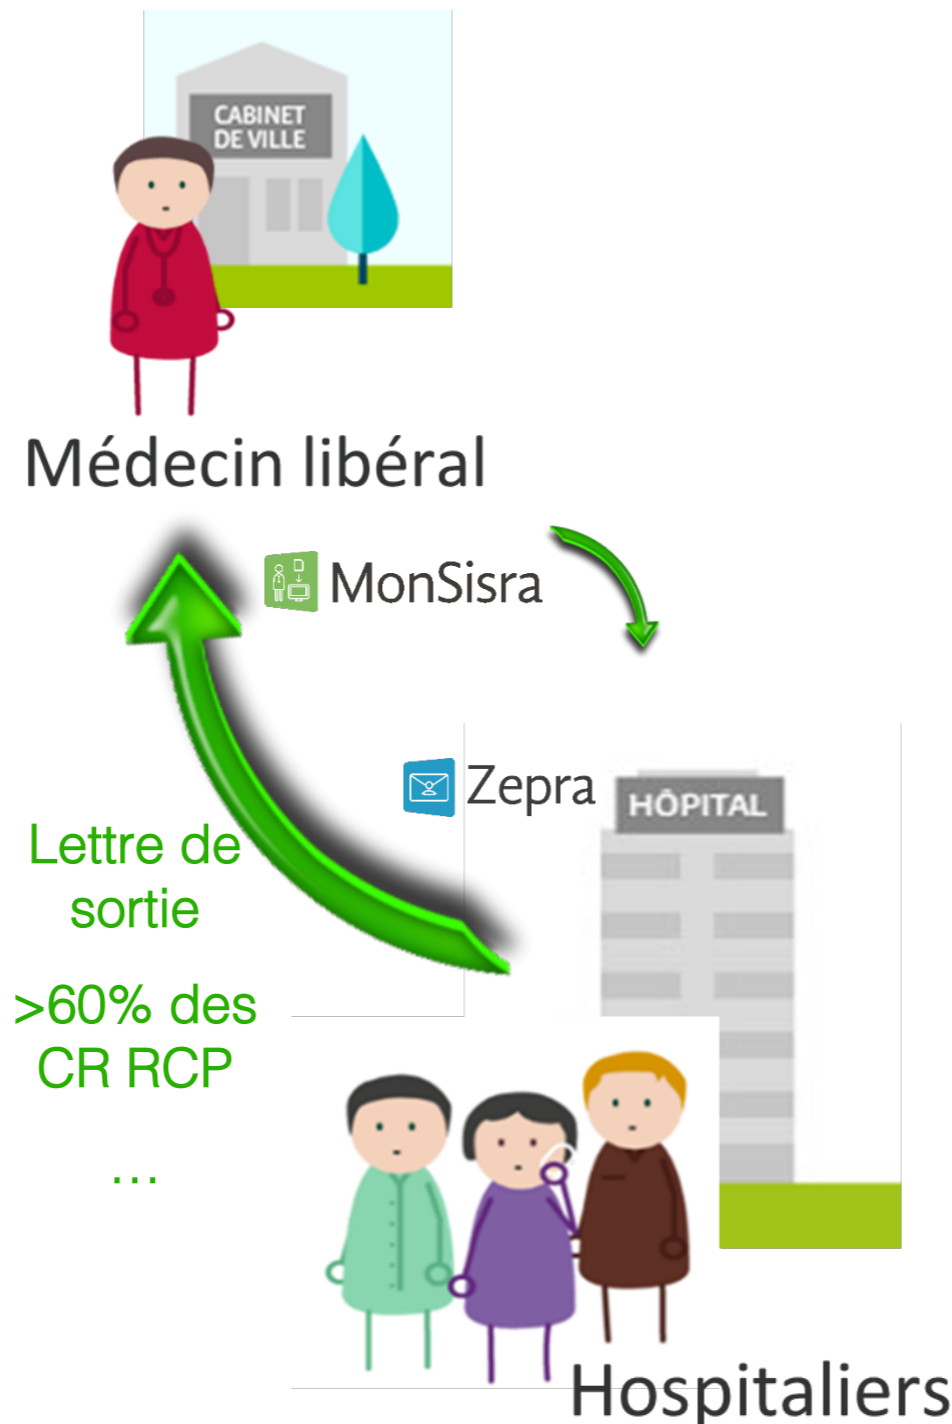 CABINET
DE VILLE
Médecin libéral
MonSisra
Zepra
HÔPITAL
Lettre de
sortie
>60% des
CR RCP
...
Hospitaliers